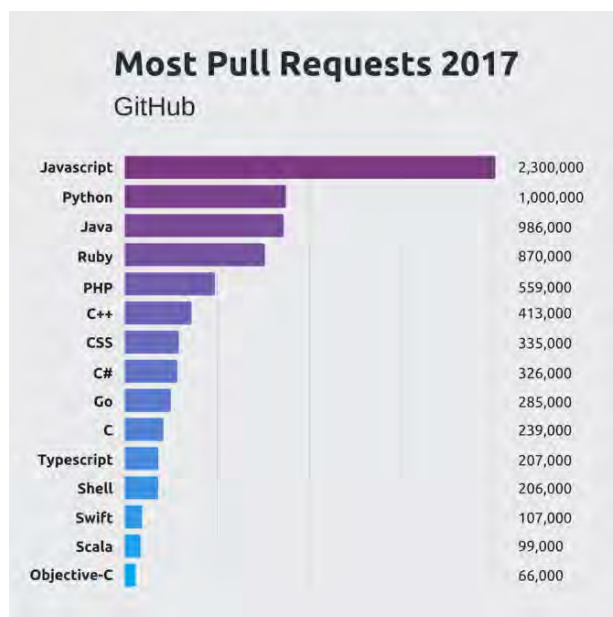 Most Pull Requests 2017
GitHub
Javascript 2,300,000
Python 1,000,000
Java 986,000
Ruby 870,000
PHP 559,000
C++ 413,000
CSS 335,000
C# 326,000
Go 285,000
C 239,000
Typescript 207,000
Shell 206,000
Swift 107,000
Scala 99,000
Objective-C 66,000